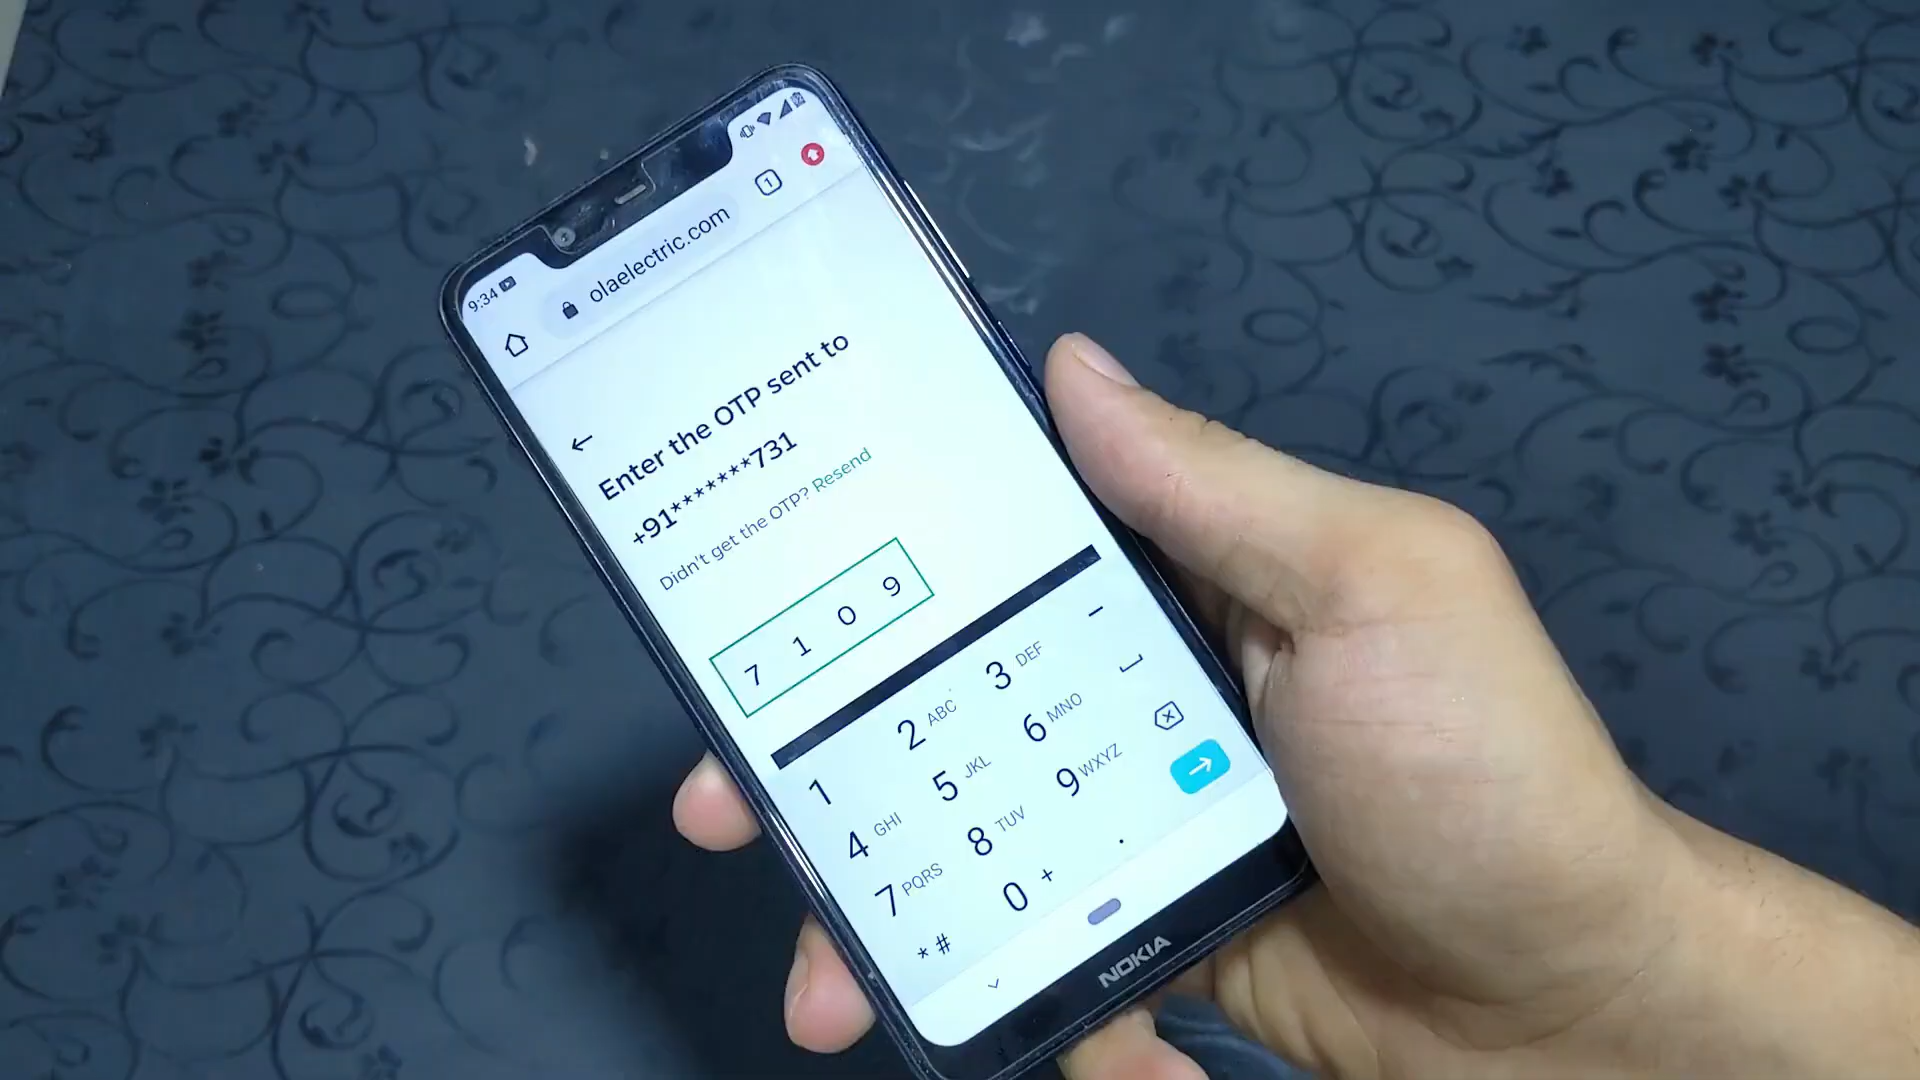 9:34
olaelectric.com
1
←
Enter the OTP sent to
+91*******731
Didn't get the OTP? Resend
7 1 0 9
1
2 ABC
3 DEF
-
4 GHI
5 JKL
6 MNO
7 PQRS
8 TUV
9 WXYZ
* #
0 +
.
NOKIA